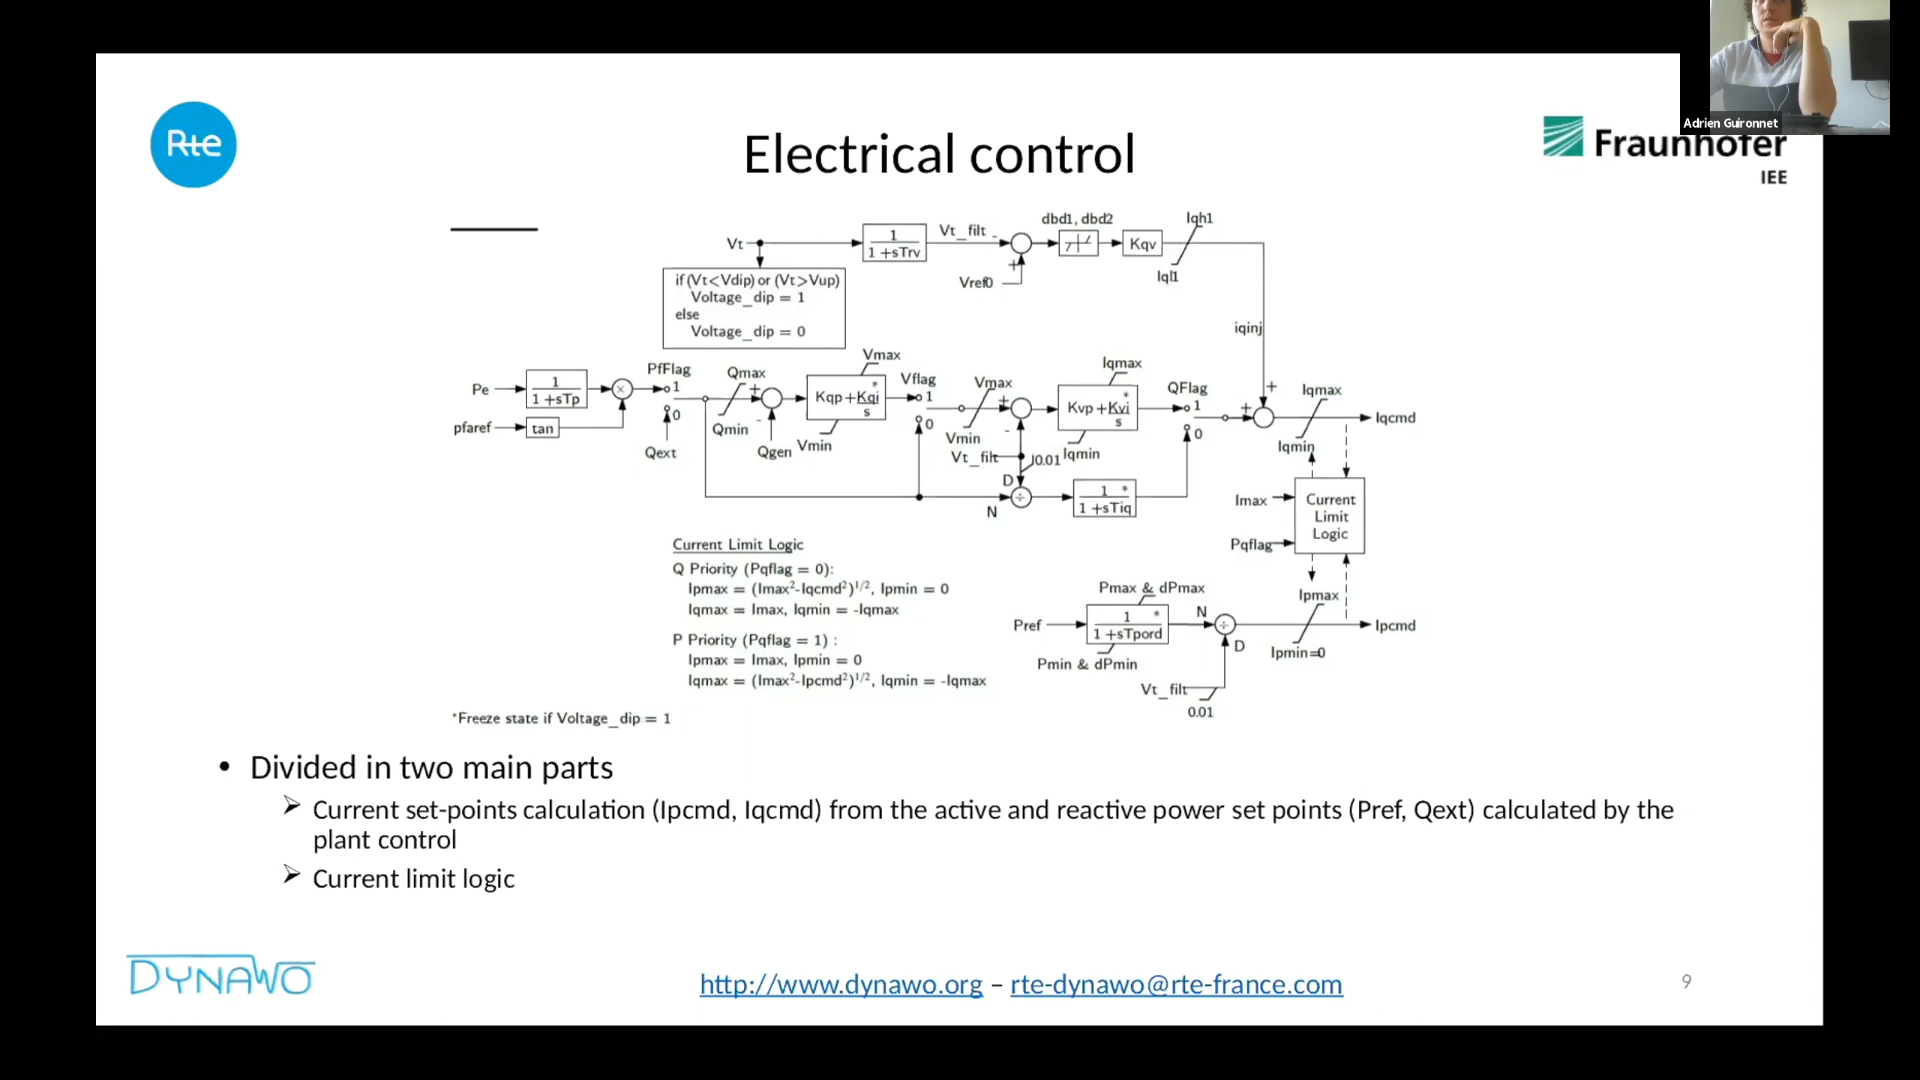 Adrien Guironnet
Rte
Electrical control
Fraunhofer
IEE
dbd1, dbd2
Iqh1
Vt
1
1 +sTrv
Vt_filt
-
Kqv
+
Vref0
Iql1
if (Vt<Vdip) or (Vt>Vup)
Voltage_dip = 1
else
Voltage_dip = 0
iqinj
Vmax
Iqmax
PfFlag
Qmax
Vflag
Vmax
QFlag
+
Iqmax
Pe
1
1 +sTp
×
1
+
Kqp +Kqi
s
*
1
+
Kvp +Kvi
s
*
1
+
Iqcmd
pfaref
tan
0
Qmin
-
0
Vmin
-
0
Iqmin
Qext
Qgen
Vmin
Vt_filt
0.01
Iqmin
D
N
÷
1
1 +sTiq
*
Imax
Current
Limit
Logic
Pqflag
Current Limit Logic
Q Priority (Pqflag = 0):
Ipmax = (Imax²-Iqcmd²)^1/2, Ipmin = 0
Iqmax = Imax, Iqmin = -Iqmax
P Priority (Pqflag = 1) :
Ipmax = Imax, Ipmin = 0
Iqmax = (Imax²-Ipcmd²)^1/2, Iqmin = -Iqmax
Pmax & dPmax
Ipmax
Pref
1
1 +sTpord
*
N
÷
Ipcmd
D
Ipmin=0
Pmin & dPmin
Vt_filt
0.01
*Freeze state if Voltage_dip = 1
• Divided in two main parts
➢ Current set-points calculation (Ipcmd, Iqcmd) from the active and reactive power set points (Pref, Qext) calculated by the
plant control
➢ Current limit logic
DYNAWO
http://www.dynawo.org – rte-dynawo@rte-france.com
9